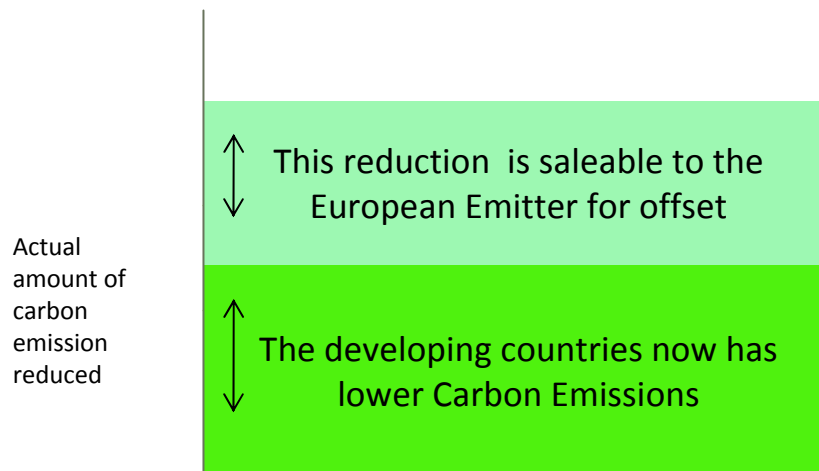 This reduction  is saleable to the
European Emitter for offset
Actual
amount of
carbon
emission
reduced
The developing countries now has
lower Carbon Emissions